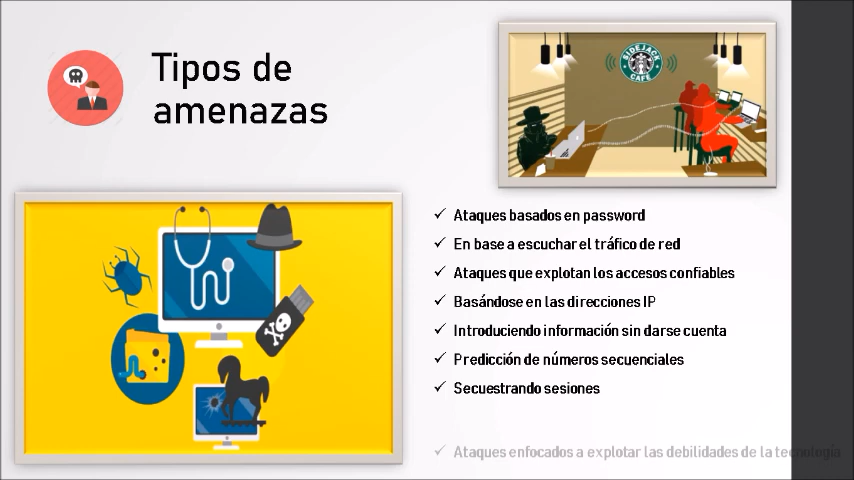 Tipos de
amenazas
SIDEJACK
CAFE
Ataques basados en password
En base a escuchar el tráfico de red
Ataques que explotan los accesos confiables
Basándose en las direcciones IP
Introduciendo información sin darse cuenta
Predicción de números secuenciales
Secuestrando sesiones
Ataques enfocados a explotar las debilidades de la tecnología